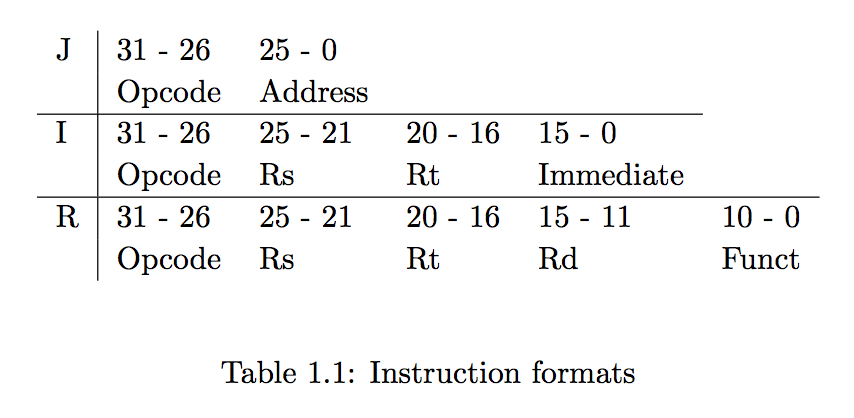 J 31 - 26 25 - 0
Opcode Address
I 31 - 26 25 - 21 20 - 16 15 - 0
Opcode Rs Rt Immediate
R 31 - 26 25 - 21 20 - 16 15 - 11 10 - 0
Opcode Rs Rt Rd Funct
Table 1.1: Instruction formats